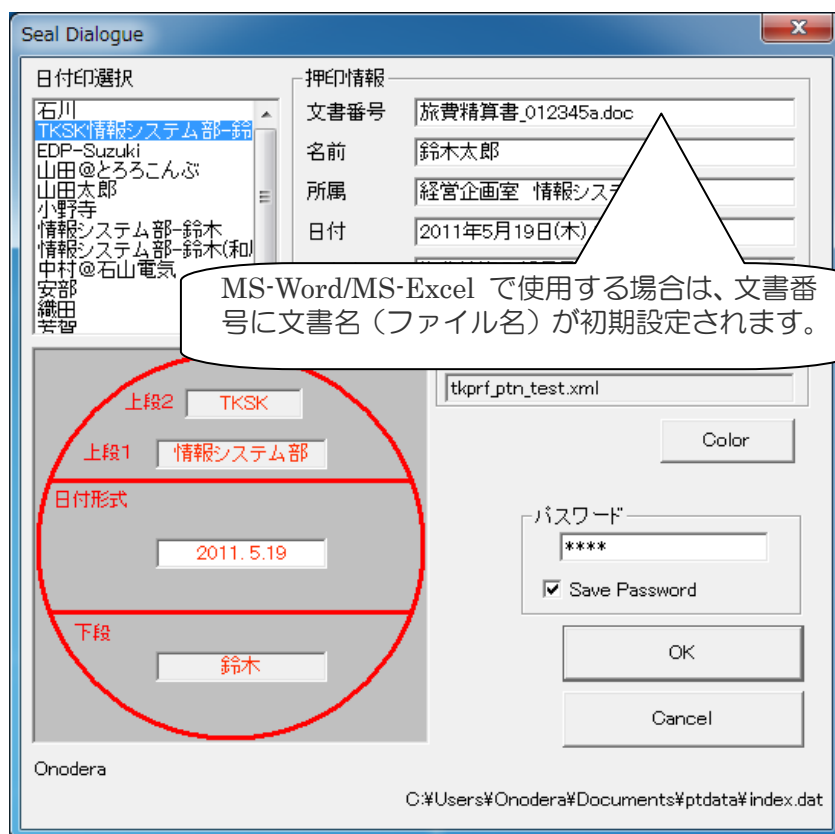 Seal Dialogue
x
日付印選択
石川
TKSK情報システム部-鈴
EDP-Suzuki
山田@とろろこんぶ
山田太郎
小野寺
情報システム部-鈴木
情報システム部-鈴木(和
中村@石山電気
安部
織田
芳賀
押印情報
文書番号 旅費精算書_012345a.doc
名前 鈴木太郎
所属 経営企画室 情報システ
日付 2011年5月19日(木)
MS-Word/MS-Excel で使用する場合は、文書番
号に文書名（ファイル名）が初期設定されます。
tkprf_ptn_test.xml
Color
上段2 TKSK
上段1 情報システム部
日付形式
2011. 5.19
下段
鈴木
パスワード
****
Save Password
OK
Cancel
Onodera
C:¥Users¥Onodera¥Documents¥ptdata¥index.dat